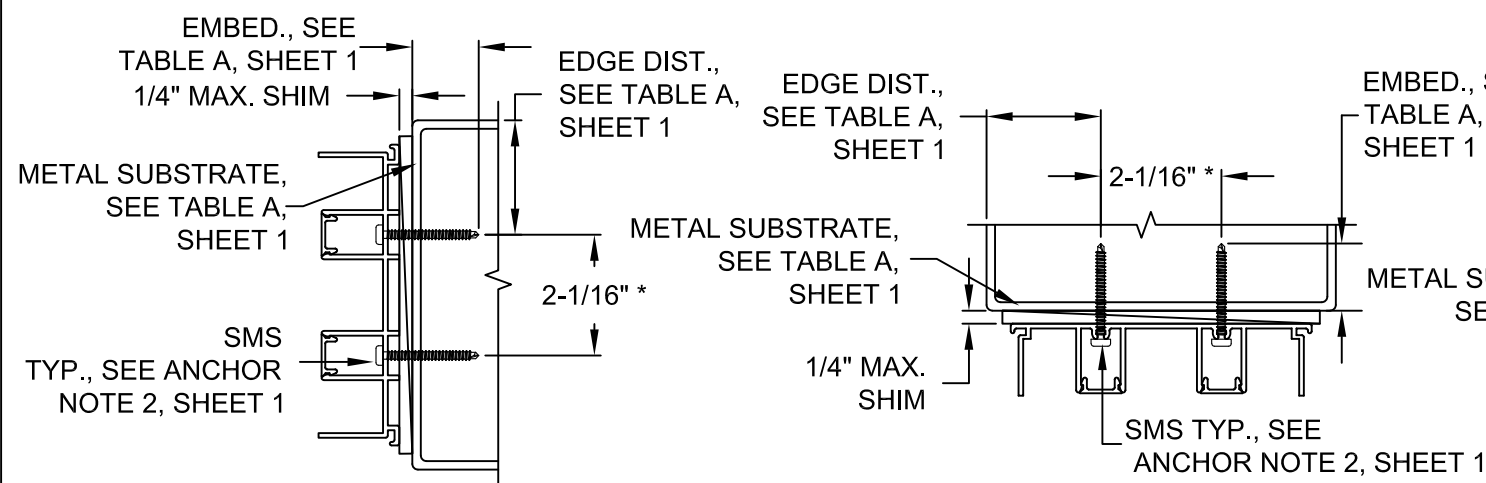 EMBED., SEE
TABLE A, SHEET 1
1/4" MAX. SHIM
EDGE DIST.,
SEE TABLE A,
SHEET 1
METAL SUBSTRATE,
SEE TABLE A,
SHEET 1
2-1/16" *
SMS
TYP., SEE ANCHOR
NOTE 2, SHEET 1
EDGE DIST.,
SEE TABLE A,
SHEET 1
2-1/16" *
EMBED.,
TABLE A,
SHEET 1
METAL SUBSTRATE,
SEE TABLE A,
SHEET 1
METAL
1/4" MAX.
SHIM
SMS TYP., SEE
ANCHOR NOTE 2, SHEET 1